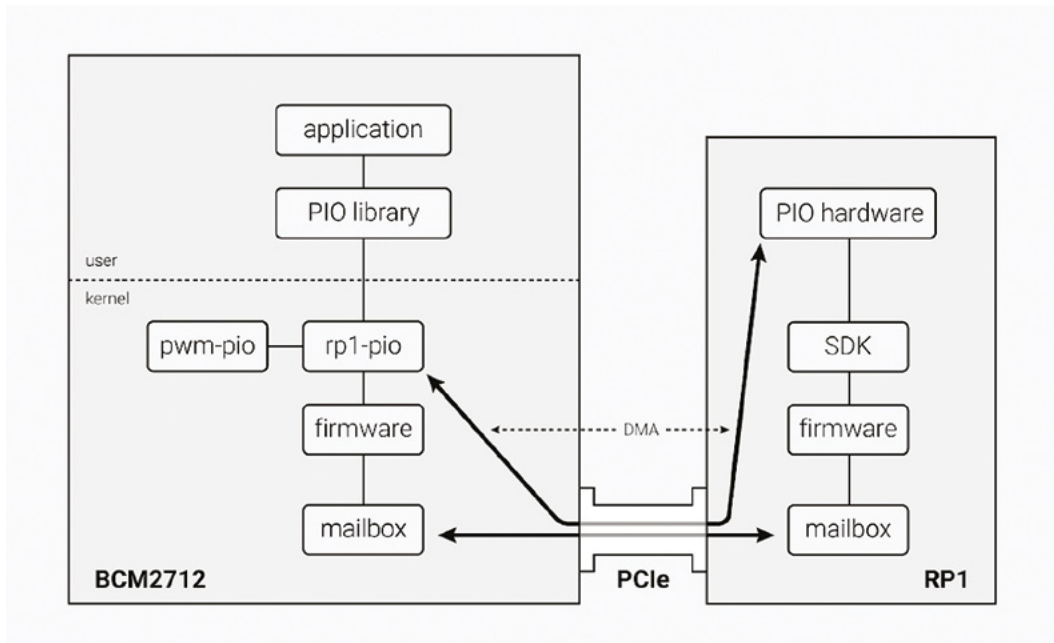 application
PIO library
user
kernel
pwm-pio
rp1-pio
firmware
mailbox
BCM2712
DMA
PCIe
PIO hardware
SDK
firmware
mailbox
RP1